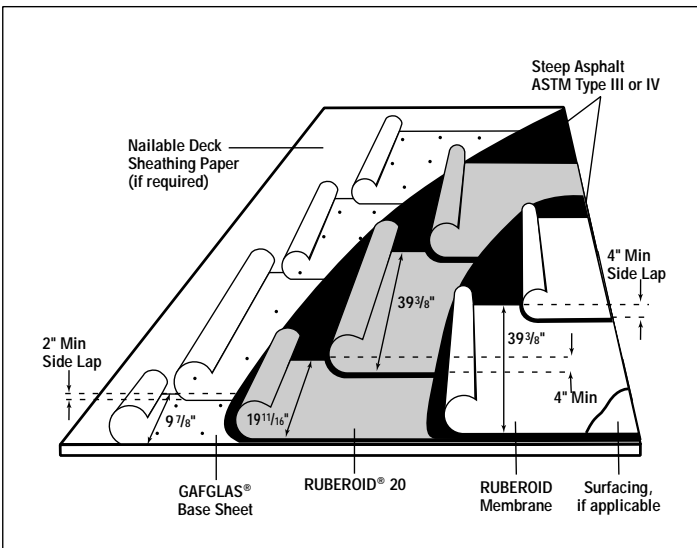 Steep Asphalt
ASTM Type III or IV
Nailable Deck
Sheathing Paper
(if required)
4" Min
Side Lap
39 3/8"
39 3/8"
2" Min
Side Lap
4" Min
9 7/8"
19 11/16"
GAFGLAS®
Base Sheet
RUBEROID® 20
RUBEROID
Membrane
Surfacing,
if applicable